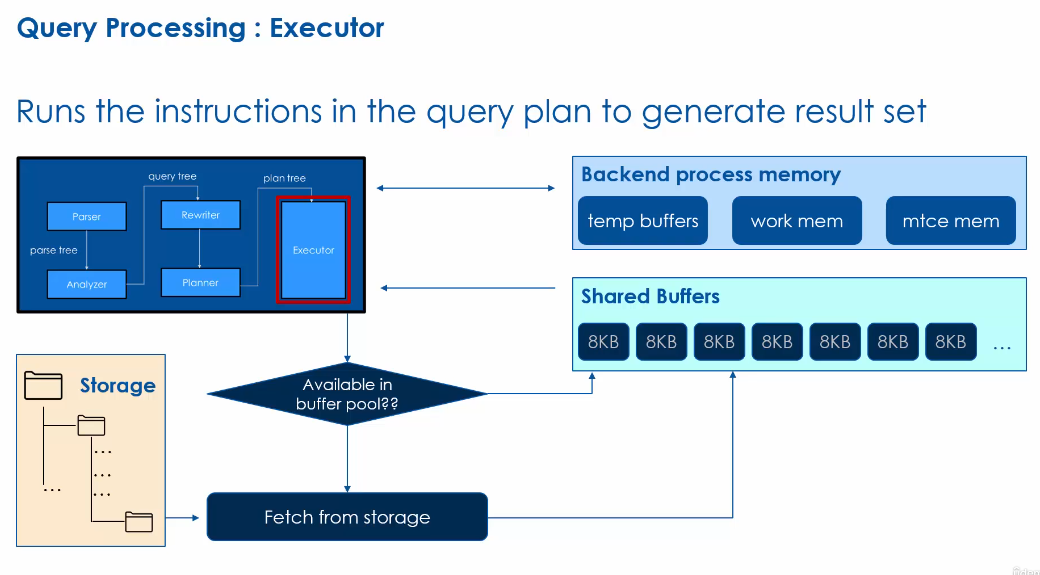 Query Processing : Executor
Runs the instructions in the query plan to generate result set
query tree
plan tree
Parser
Rewriter
Executor
parse tree
Analyzer
Planner
Backend process memory
temp buffers
work mem
mtce mem
Shared Buffers
8KB 8KB 8KB 8KB 8KB 8KB 8KB ...
Storage
...
...
...
...
Available in
buffer pool??
Fetch from storage